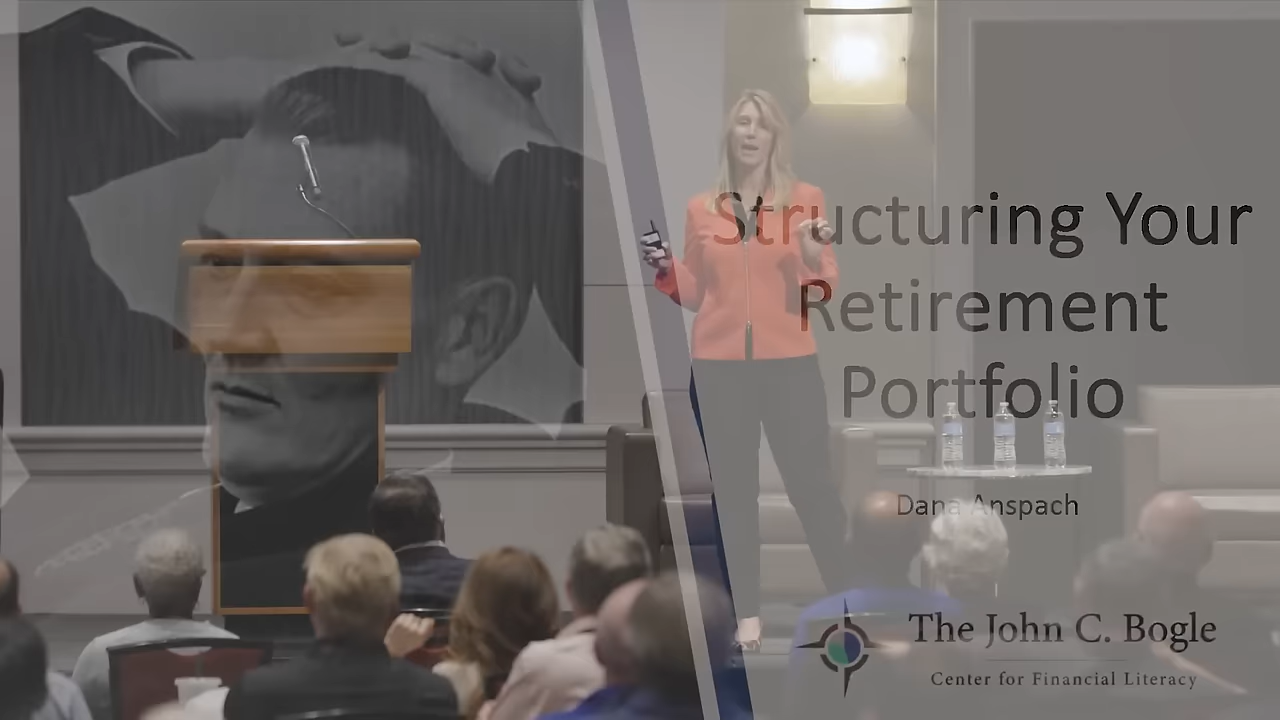 Structuring Your
Retirement
Portfolio
Dana Anspach
The John C. Bogle
Center for Financial Literacy